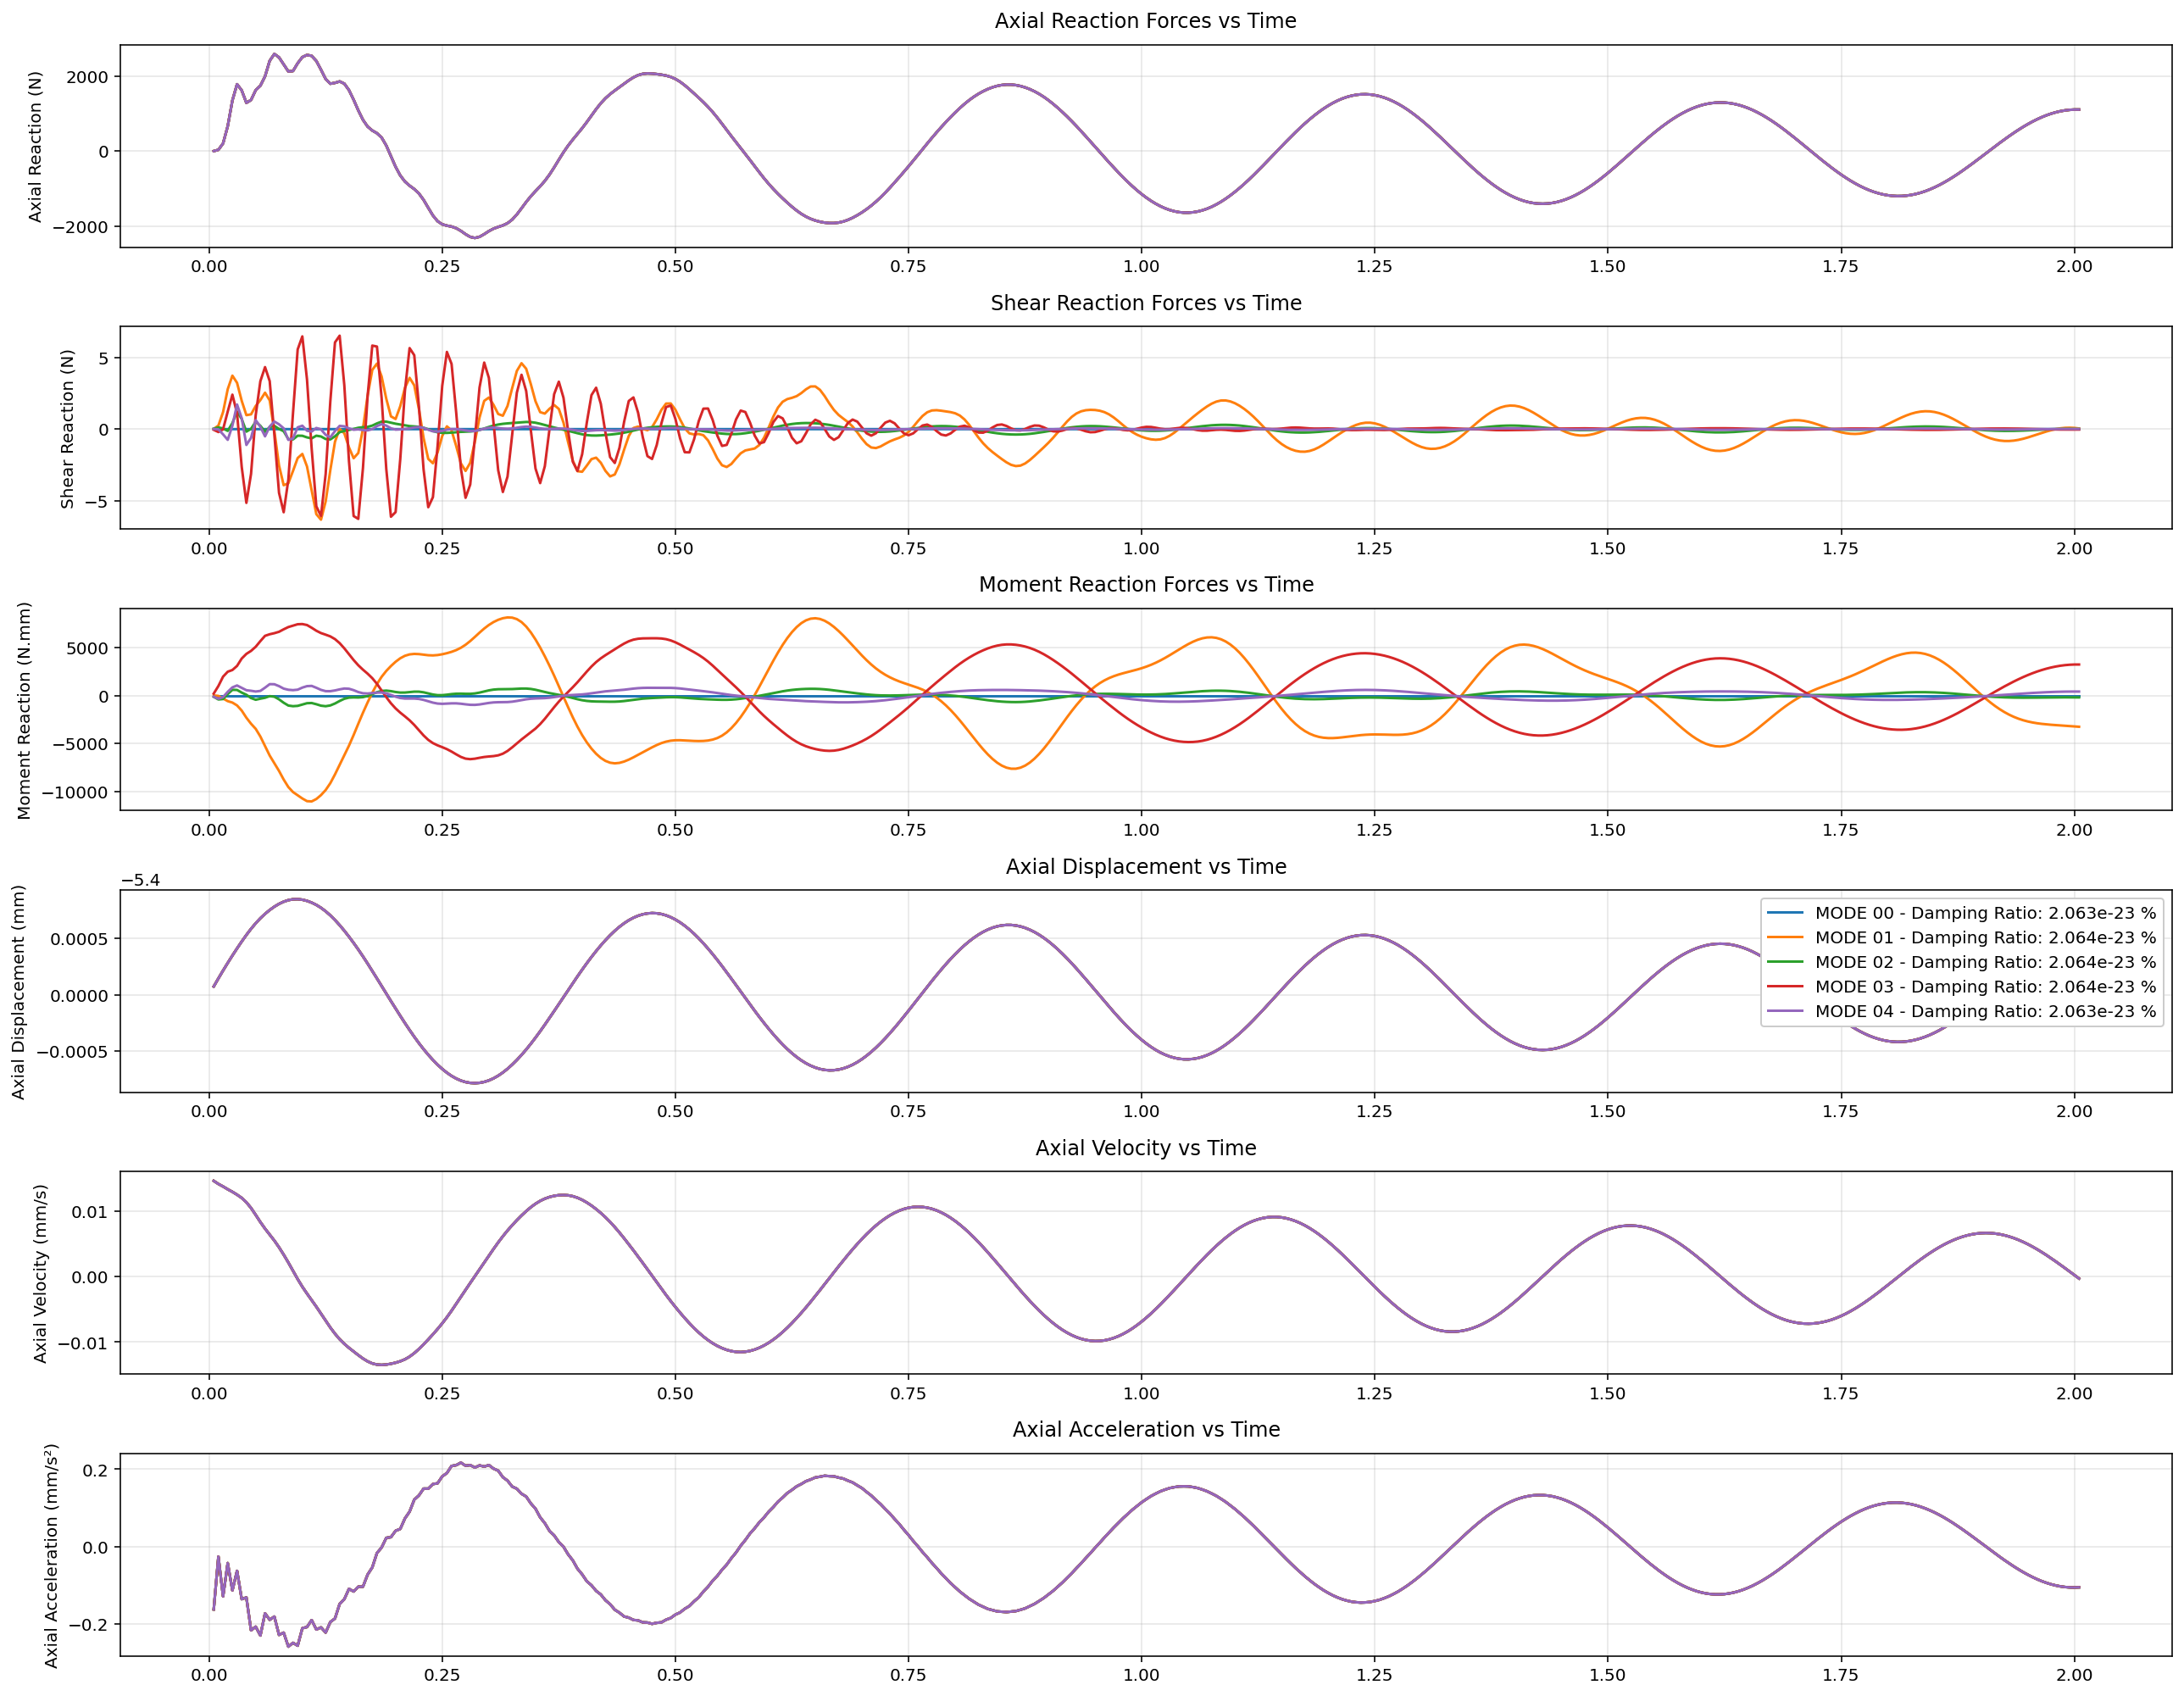 Axial Reaction Forces vs Time
Axial Reaction (N)
2000
0
−2000
0.00 0.25 0.50 0.75 1.00 1.25 1.50 1.75 2.00
Shear Reaction Forces vs Time
Shear Reaction (N)
5
0
−5
0.00 0.25 0.50 0.75 1.00 1.25 1.50 1.75 2.00
Moment Reaction Forces vs Time
Moment Reaction (N.mm)
5000
0
−5000
−10000
0.00 0.25 0.50 0.75 1.00 1.25 1.50 1.75 2.00
Axial Displacement vs Time
−5.4
Axial Displacement (mm)
0.0005
0.0000
−0.0005
MODE 00 - Damping Ratio: 2.063e-23 %
MODE 01 - Damping Ratio: 2.064e-23 %
MODE 02 - Damping Ratio: 2.064e-23 %
MODE 03 - Damping Ratio: 2.064e-23 %
MODE 04 - Damping Ratio: 2.063e-23 %
0.00 0.25 0.50 0.75 1.00 1.25 1.50 1.75 2.00
Axial Velocity vs Time
Axial Velocity (mm/s)
0.01
0.00
−0.01
0.00 0.25 0.50 0.75 1.00 1.25 1.50 1.75 2.00
Axial Acceleration vs Time
Axial Acceleration (mm/s²)
0.2
0.0
−0.2
0.00 0.25 0.50 0.75 1.00 1.25 1.50 1.75 2.00